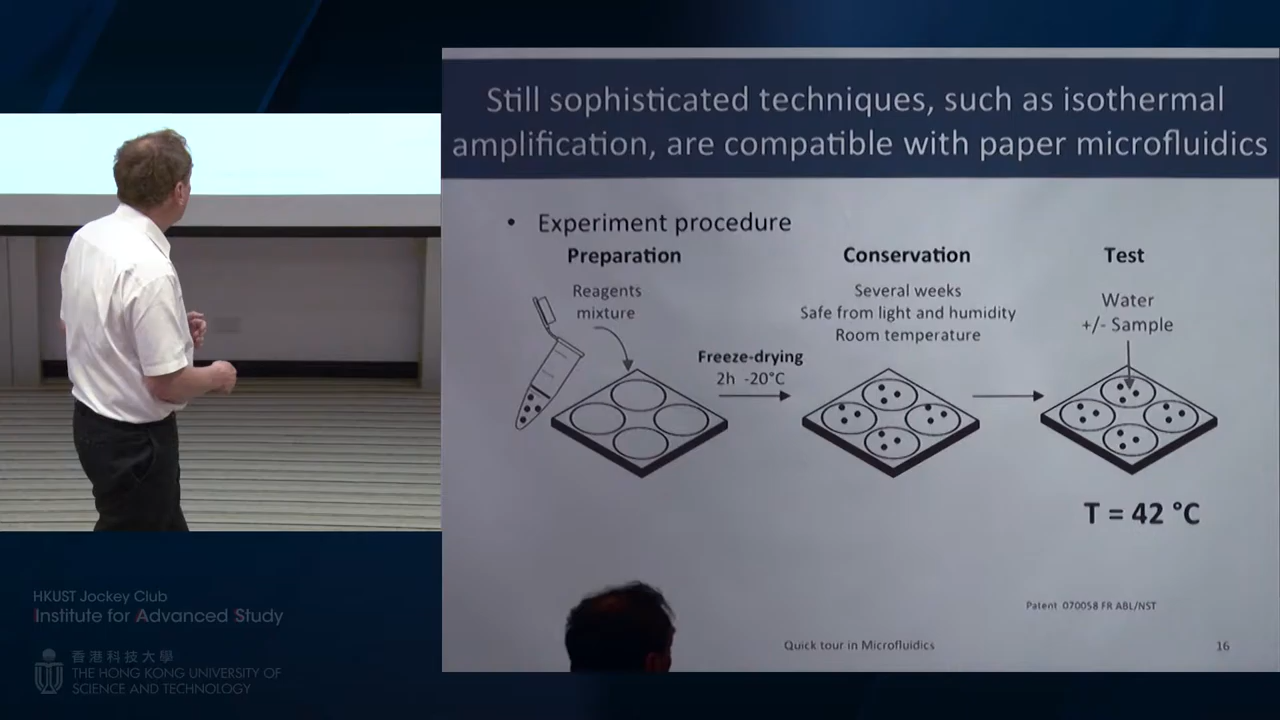 Still sophisticated techniques, such as isothermal
amplification, are compatible with paper microfluidics
• Experiment procedure
Preparation
Reagents
mixture
Freeze-drying
2h -20°C
Conservation
Several weeks
Safe from light and humidity
Room temperature
Test
Water
+/- Sample
T = 42 °C
Patent 070058 FR ABL/NST
Quick tour in Microfluidics
16
HKUST Jockey Club
Institute for Advanced Study
香港科技大學
THE HONG KONG UNIVERSITY OF
SCIENCE AND TECHNOLOGY